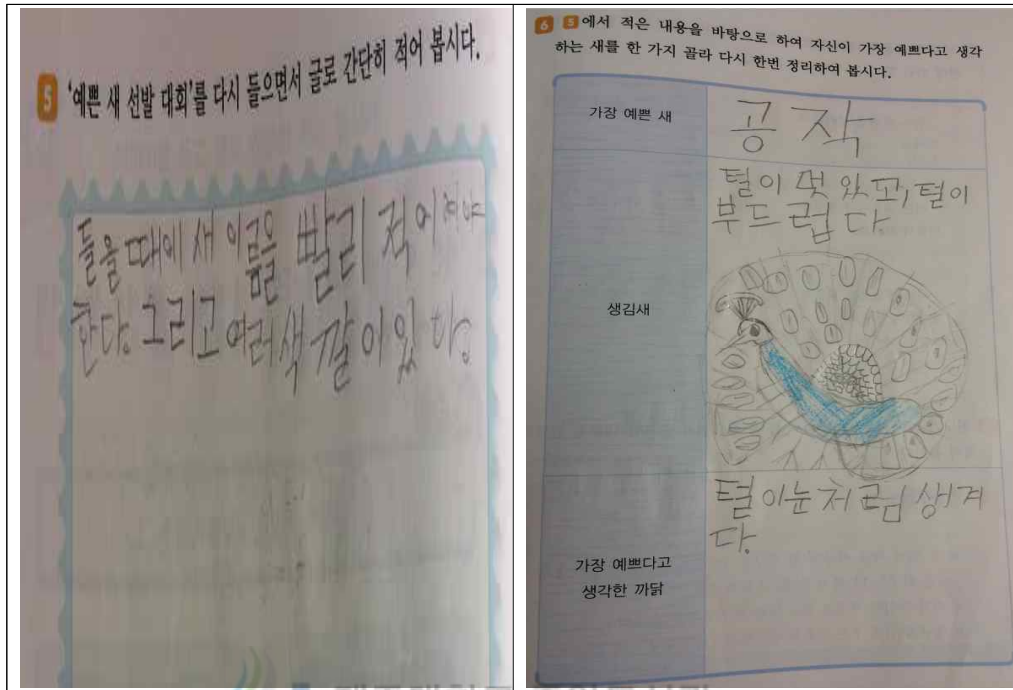 5 '예쁜 새 선발 대회'를 다시 들으면서 글로 간단히 적어 봅시다.
들을 때에 새 이름을 빨리 적어야
한다. 그리고 여러 색깔이 있다.
6 5에서 적은 내용을 바탕으로 하여 자신이 가장 예쁘다고 생각
하는 새를 한 가지 골라 다시 한번 정리하여 봅시다.
가장 예쁜 새
공작
생김새
털이 멋있고, 털이
부드럽다
가장 예쁘다고
생각한 까닭
털이 눈처럼 생겨
다.